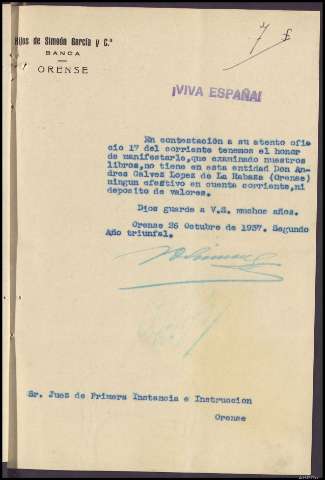 Hijos de Simeón García y C.ª
BANCA
ORENSE
¡VIVA ESPAÑA!
En contestación a su atento ofi-
cio 17 del corriente tenemos el honor
de manifestarle, que examinado nuestros
libros, no tiene en esta entidad Don An-
dres Galvez Lopez de La Rabaza (Orense)
ningun efectivo en cuenta corriente, ni
deposito de valores.
Dios guarde a V.S. muchos años.
Orense 26 Octubre de 1937. Segundo
Año triunfal.
Sr. Juez de Primera Instancia e Instruccion
Orense